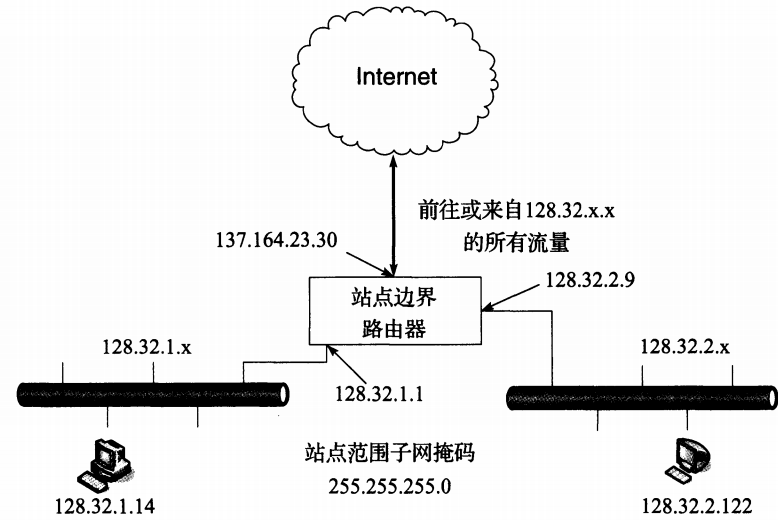 Internet
前往或来自128.32.x.x
的所有流量
137.164.23.30
128.32.2.9
站点边界
路由器
128.32.1.x
128.32.2.x
128.32.1.1
站点范围子网掩码
255.255.255.0
128.32.1.14
128.32.2.122